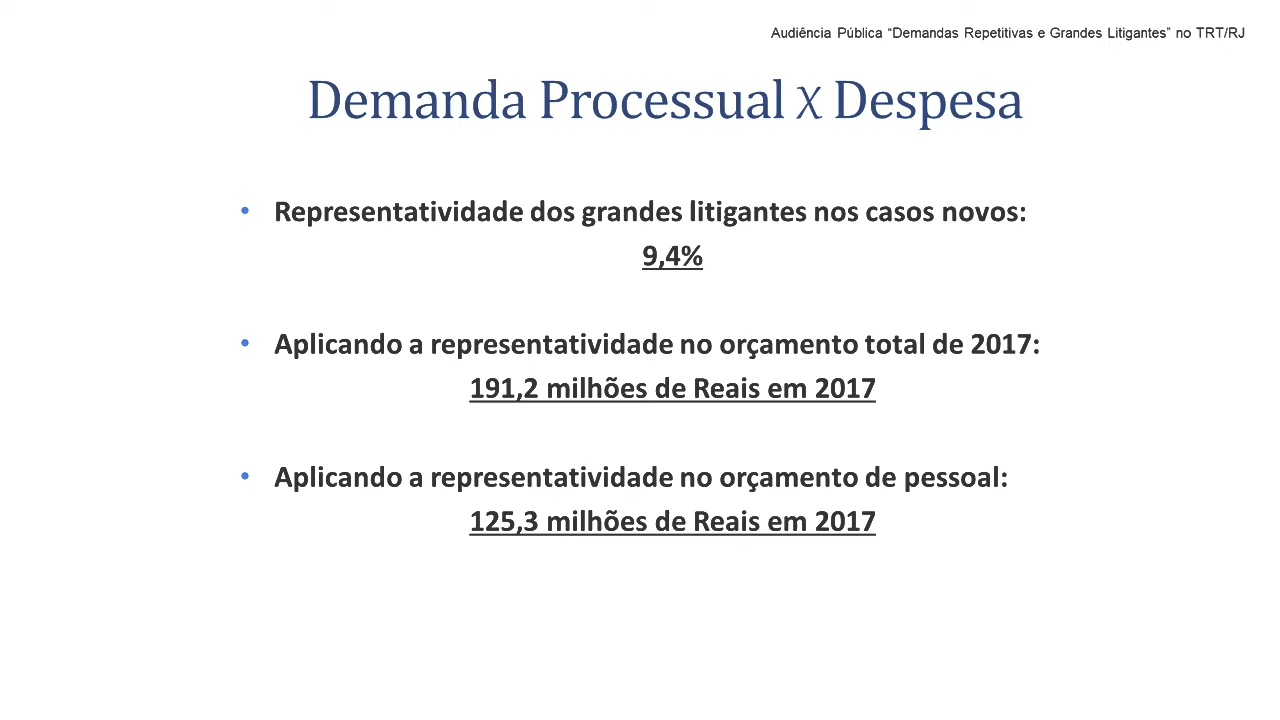 Audiência Pública “Demandas Repetitivas e Grandes Litigantes” no TRT/RJ
Demanda Processual X Despesa
• Representatividade dos grandes litigantes nos casos novos:
9,4%
• Aplicando a representatividade no orçamento total de 2017:
191,2 milhões de Reais em 2017
• Aplicando a representatividade no orçamento de pessoal:
125,3 milhões de Reais em 2017